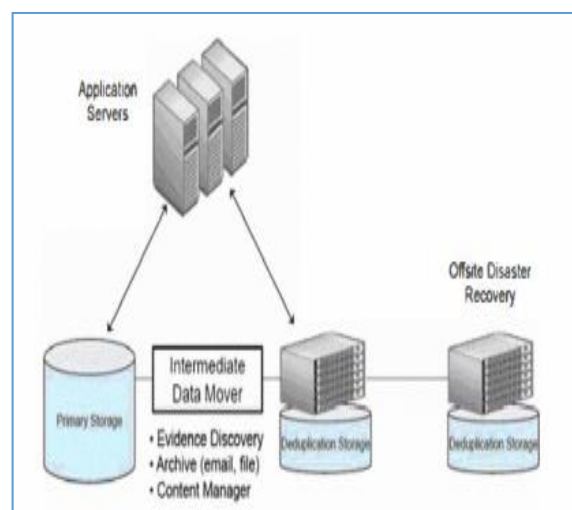 Application
Servers
Offsite Disaster
Recovery
Primary Storage
Intermediate
Data Mover
• Evidence Discovery
• Archive (email, file)
• Content Manager
Deduplication Storage
Deduplication Storage